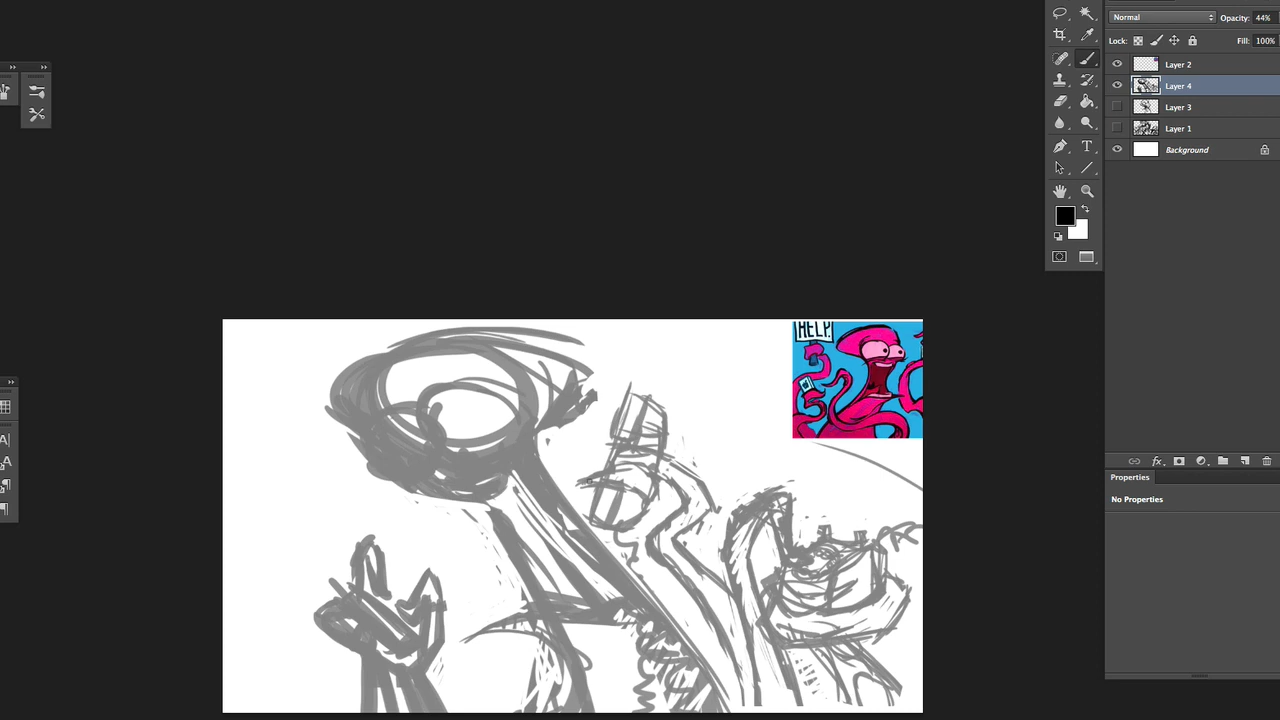 Normal Opacity: 44%
Lock: Fill: 100%
Layer 2
Layer 4
Layer 3
Layer 1
Background
fx
Properties
No Properties
HELP.
A|
A